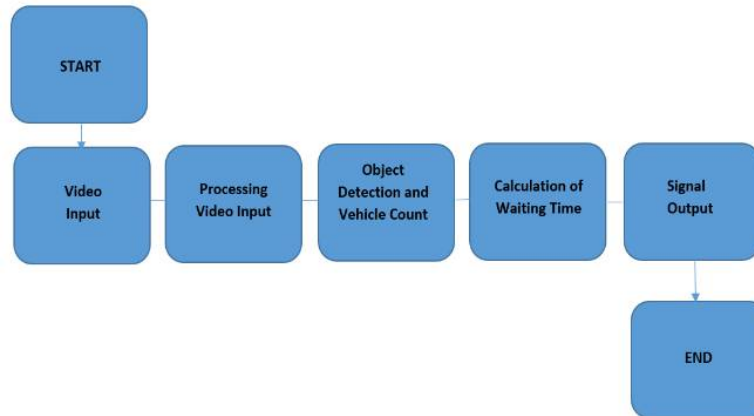 START
Video
Input
Processing
Video Input
Object
Detection and
Vehicle Count
Calculation of
Waiting Time
Signal
Output
END